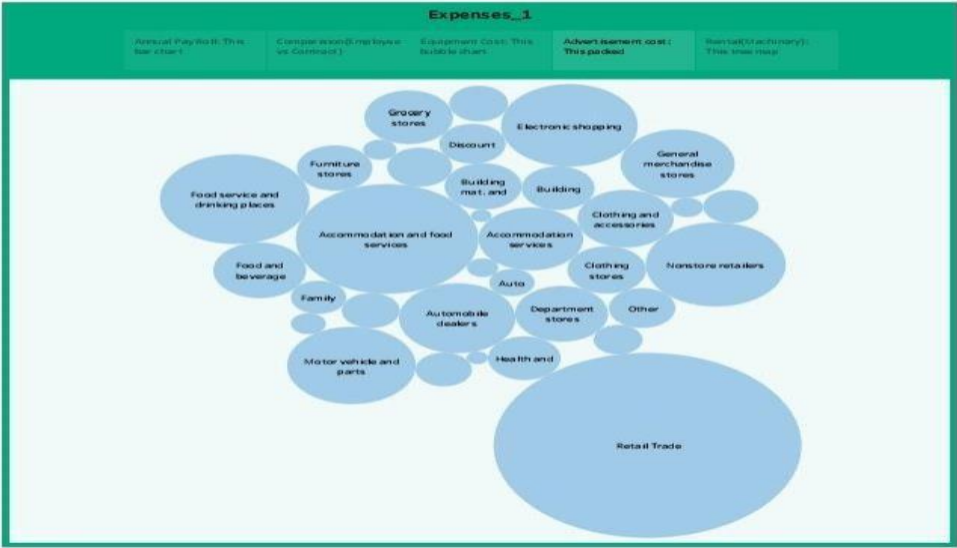 Expenses_1
Annual Pay Roll: This
bar chart
Comparasion(Employee
vs Contract)
Equipment Cost: This
bubble chart
Advertisement cost:
This packed
Rental(Machinery):
This tree map
Grocery
stores
Electronic shopping
Discount
General
merchandise
stores
Furniture
stores
Building
mat. and
Building
Food service and
drinking places
Clothing and
accessories
Accommodation and food
services
Accommodation
services
Food and
beverage
Clothing
stores
Nonstore retailers
Auto
Family
Automobile
dealers
Department
stores
Other
Motor vehicle and
parts
Health and
Retail Trade